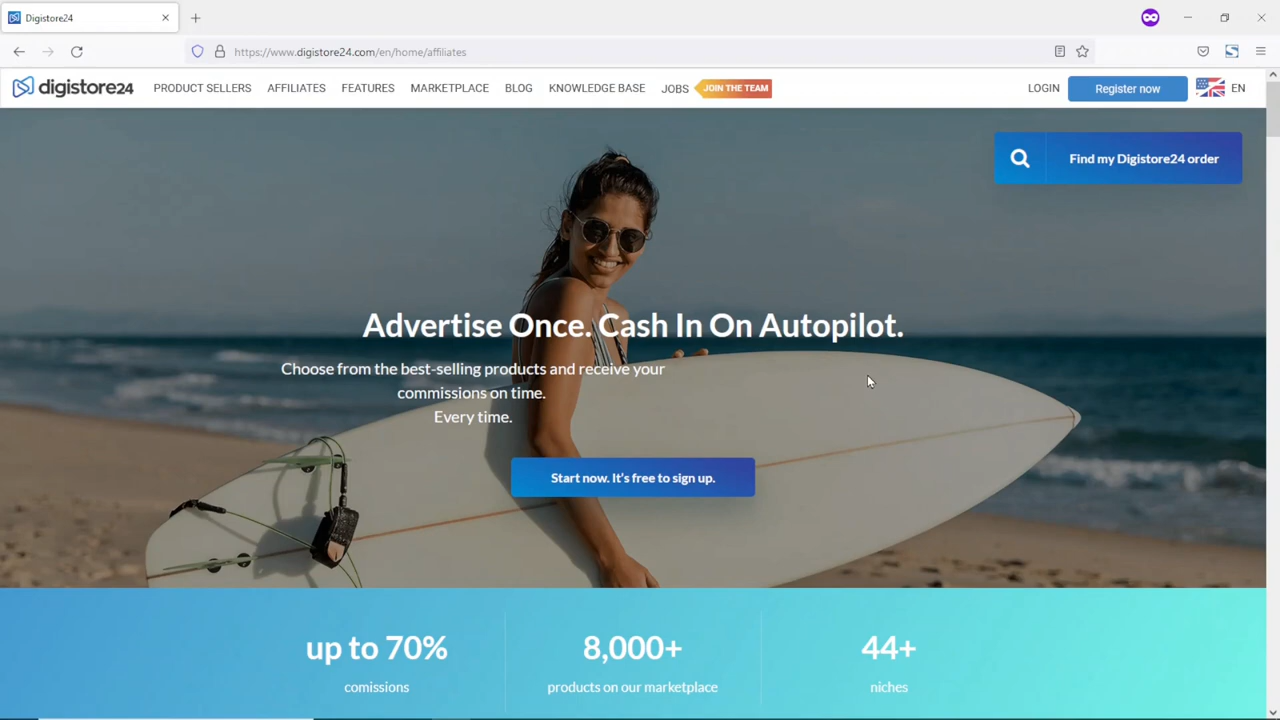 Digistore24
https://www.digistore24.com/en/home/affiliates
digistore24 PRODUCT SELLERS AFFILIATES FEATURES MARKETPLACE BLOG KNOWLEDGE BASE JOBS JOIN THE TEAM LOGIN Register now EN
Find my Digistore24 order
Advertise Once. Cash In On Autopilot.
Choose from the best-selling products and receive your
commissions on time.
Every time.
Start now. It's free to sign up.
up to 70% 8,000+ 44+
comissions products on our marketplace niches